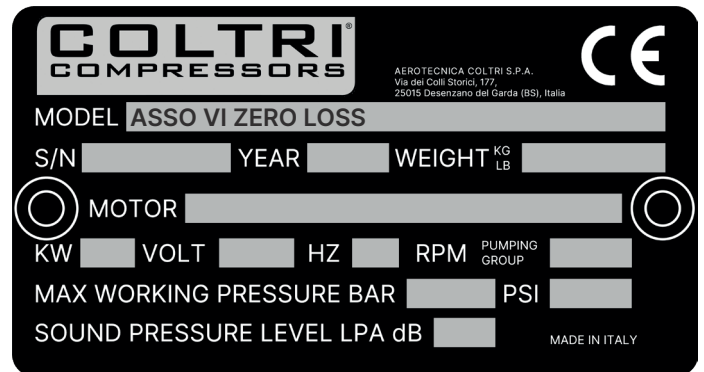 COLTRI®
COMPRESSORS
AEROTECNICA COLTRI S.P.A.
Via dei Colli Storici, 177,
25015 Desenzano del Garda (BS), Italia
CE
MODEL ASSO VI ZERO LOSS
S/N YEAR WEIGHT KG LB
MOTOR
KW VOLT HZ RPM PUMPING GROUP
MAX WORKING PRESSURE BAR PSI
SOUND PRESSURE LEVEL LPA dB MADE IN ITALY